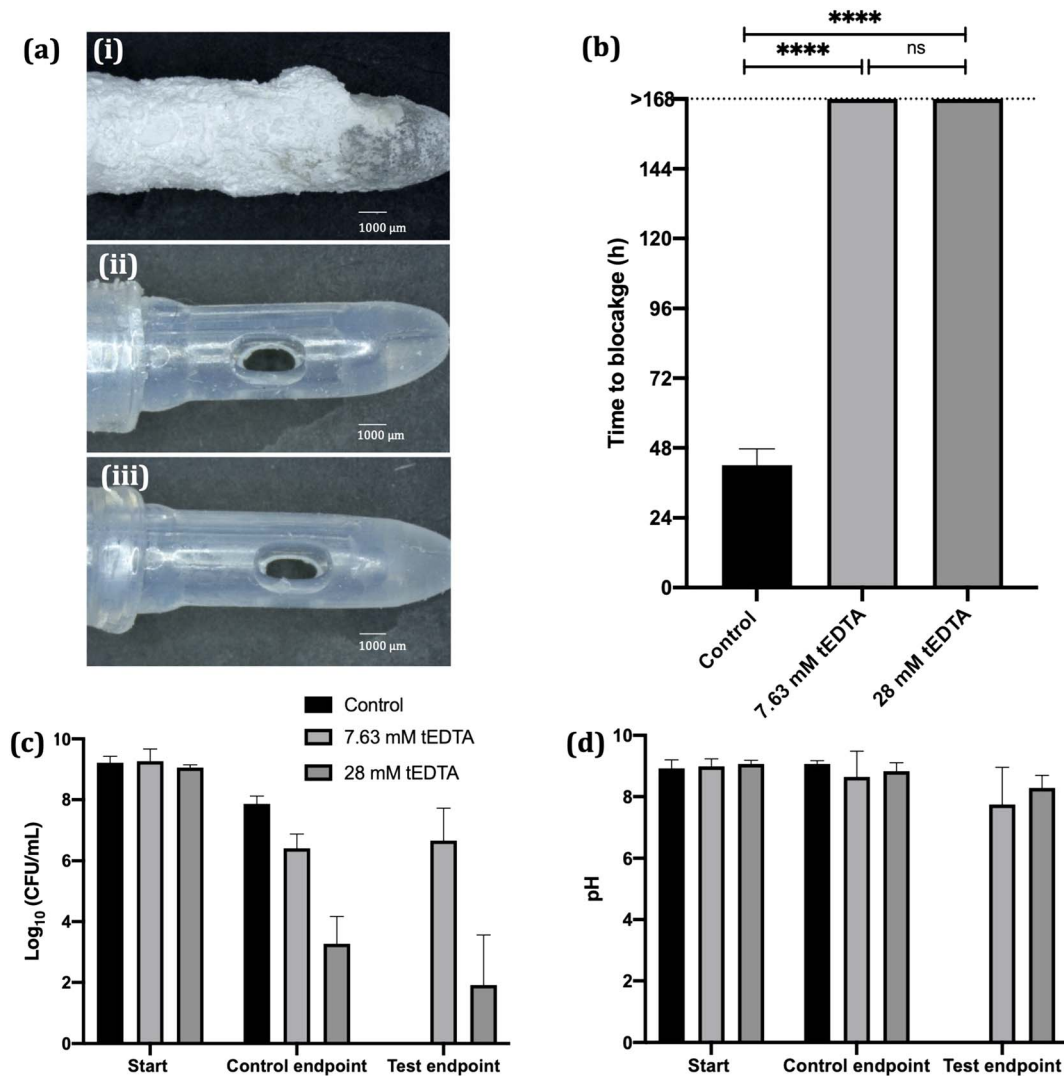 (a)
(i)
1000 µm
(ii)
1000 µm
(iii)
1000 µm
(b)
****
****
ns
>168
144
120
96
72
48
24
0
Time to blocakge (h)
Control
7.63 mM tEDTA
28 mM tEDTA
(c)
Control
7.63 mM tEDTA
28 mM tEDTA
10
8
6
4
2
0
Log10 (CFU/mL)
Start
Control endpoint
Test endpoint
(d)
10
8
6
4
2
0
pH
Start
Control endpoint
Test endpoint